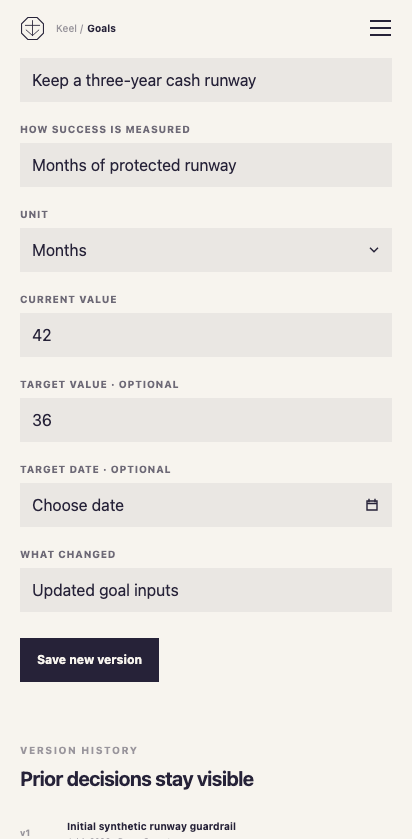 Keel / Goals
Keep a three-year cash runway
HOW SUCCESS IS MEASURED
Months of protected runway
UNIT
Months
CURRENT VALUE
42
TARGET VALUE · OPTIONAL
36
TARGET DATE · OPTIONAL
Choose date
WHAT CHANGED
Updated goal inputs
Save new version
VERSION HISTORY
Prior decisions stay visible
Initial synthetic runway guardrail
v1